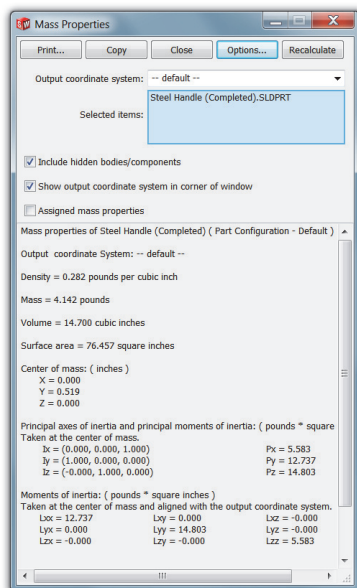 Mass Properties
Print... Copy Close Options... Recalculate
Output coordinate system: -- default --
Selected items: Steel Handle (Completed).SLDPRT
Include hidden bodies/components
Show output coordinate system in corner of window
Assigned mass properties
Mass properties of Steel Handle (Completed) ( Part Configuration - Default )
Output coordinate System: -- default --
Density = 0.282 pounds per cubic inch
Mass = 4.142 pounds
Volume = 14.700 cubic inches
Surface area = 76.457 square inches
Center of mass: ( inches )
X = 0.000
Y = 0.519
Z = 0.000
Principal axes of inertia and principal moments of inertia: ( pounds * square
Taken at the center of mass.
Ix = (0.000, 0.000, 1.000) Px = 5.583
Iy = (1.000, 0.000, 0.000) Py = 12.737
Iz = (-0.000, 1.000, 0.000) Pz = 14.803
Moments of inertia: ( pounds * square inches )
Taken at the center of mass and aligned with the output coordinate system.
Lxx = 12.737 Lxy = 0.000 Lxz = -0.000
Lyx = 0.000 Lyy = 14.803 Lyz = -0.000
Lzx = -0.000 Lzy = -0.000 Lzz = 5.583